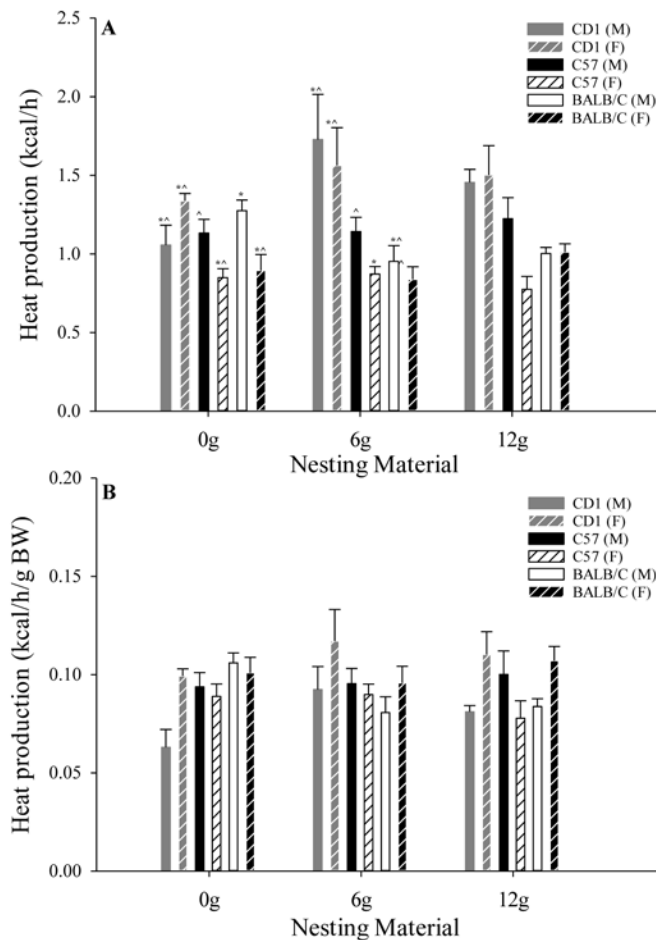 A
2.5
2.0
1.5
1.0
0.5
0.0
Heat production (kcal/h)
CD1 (M)
CD1 (F)
C57 (M)
C57 (F)
BALB/C (M)
BALB/C (F)
*^ *^ ^ *^ * *^
*^ *^ ^ * *^ ^
0g 6g 12g
Nesting Material
B
0.20
0.15
0.10
0.05
0.00
Heat production (kcal/h/g BW)
CD1 (M)
CD1 (F)
C57 (M)
C57 (F)
BALB/C (M)
BALB/C (F)
0g 6g 12g
Nesting Material